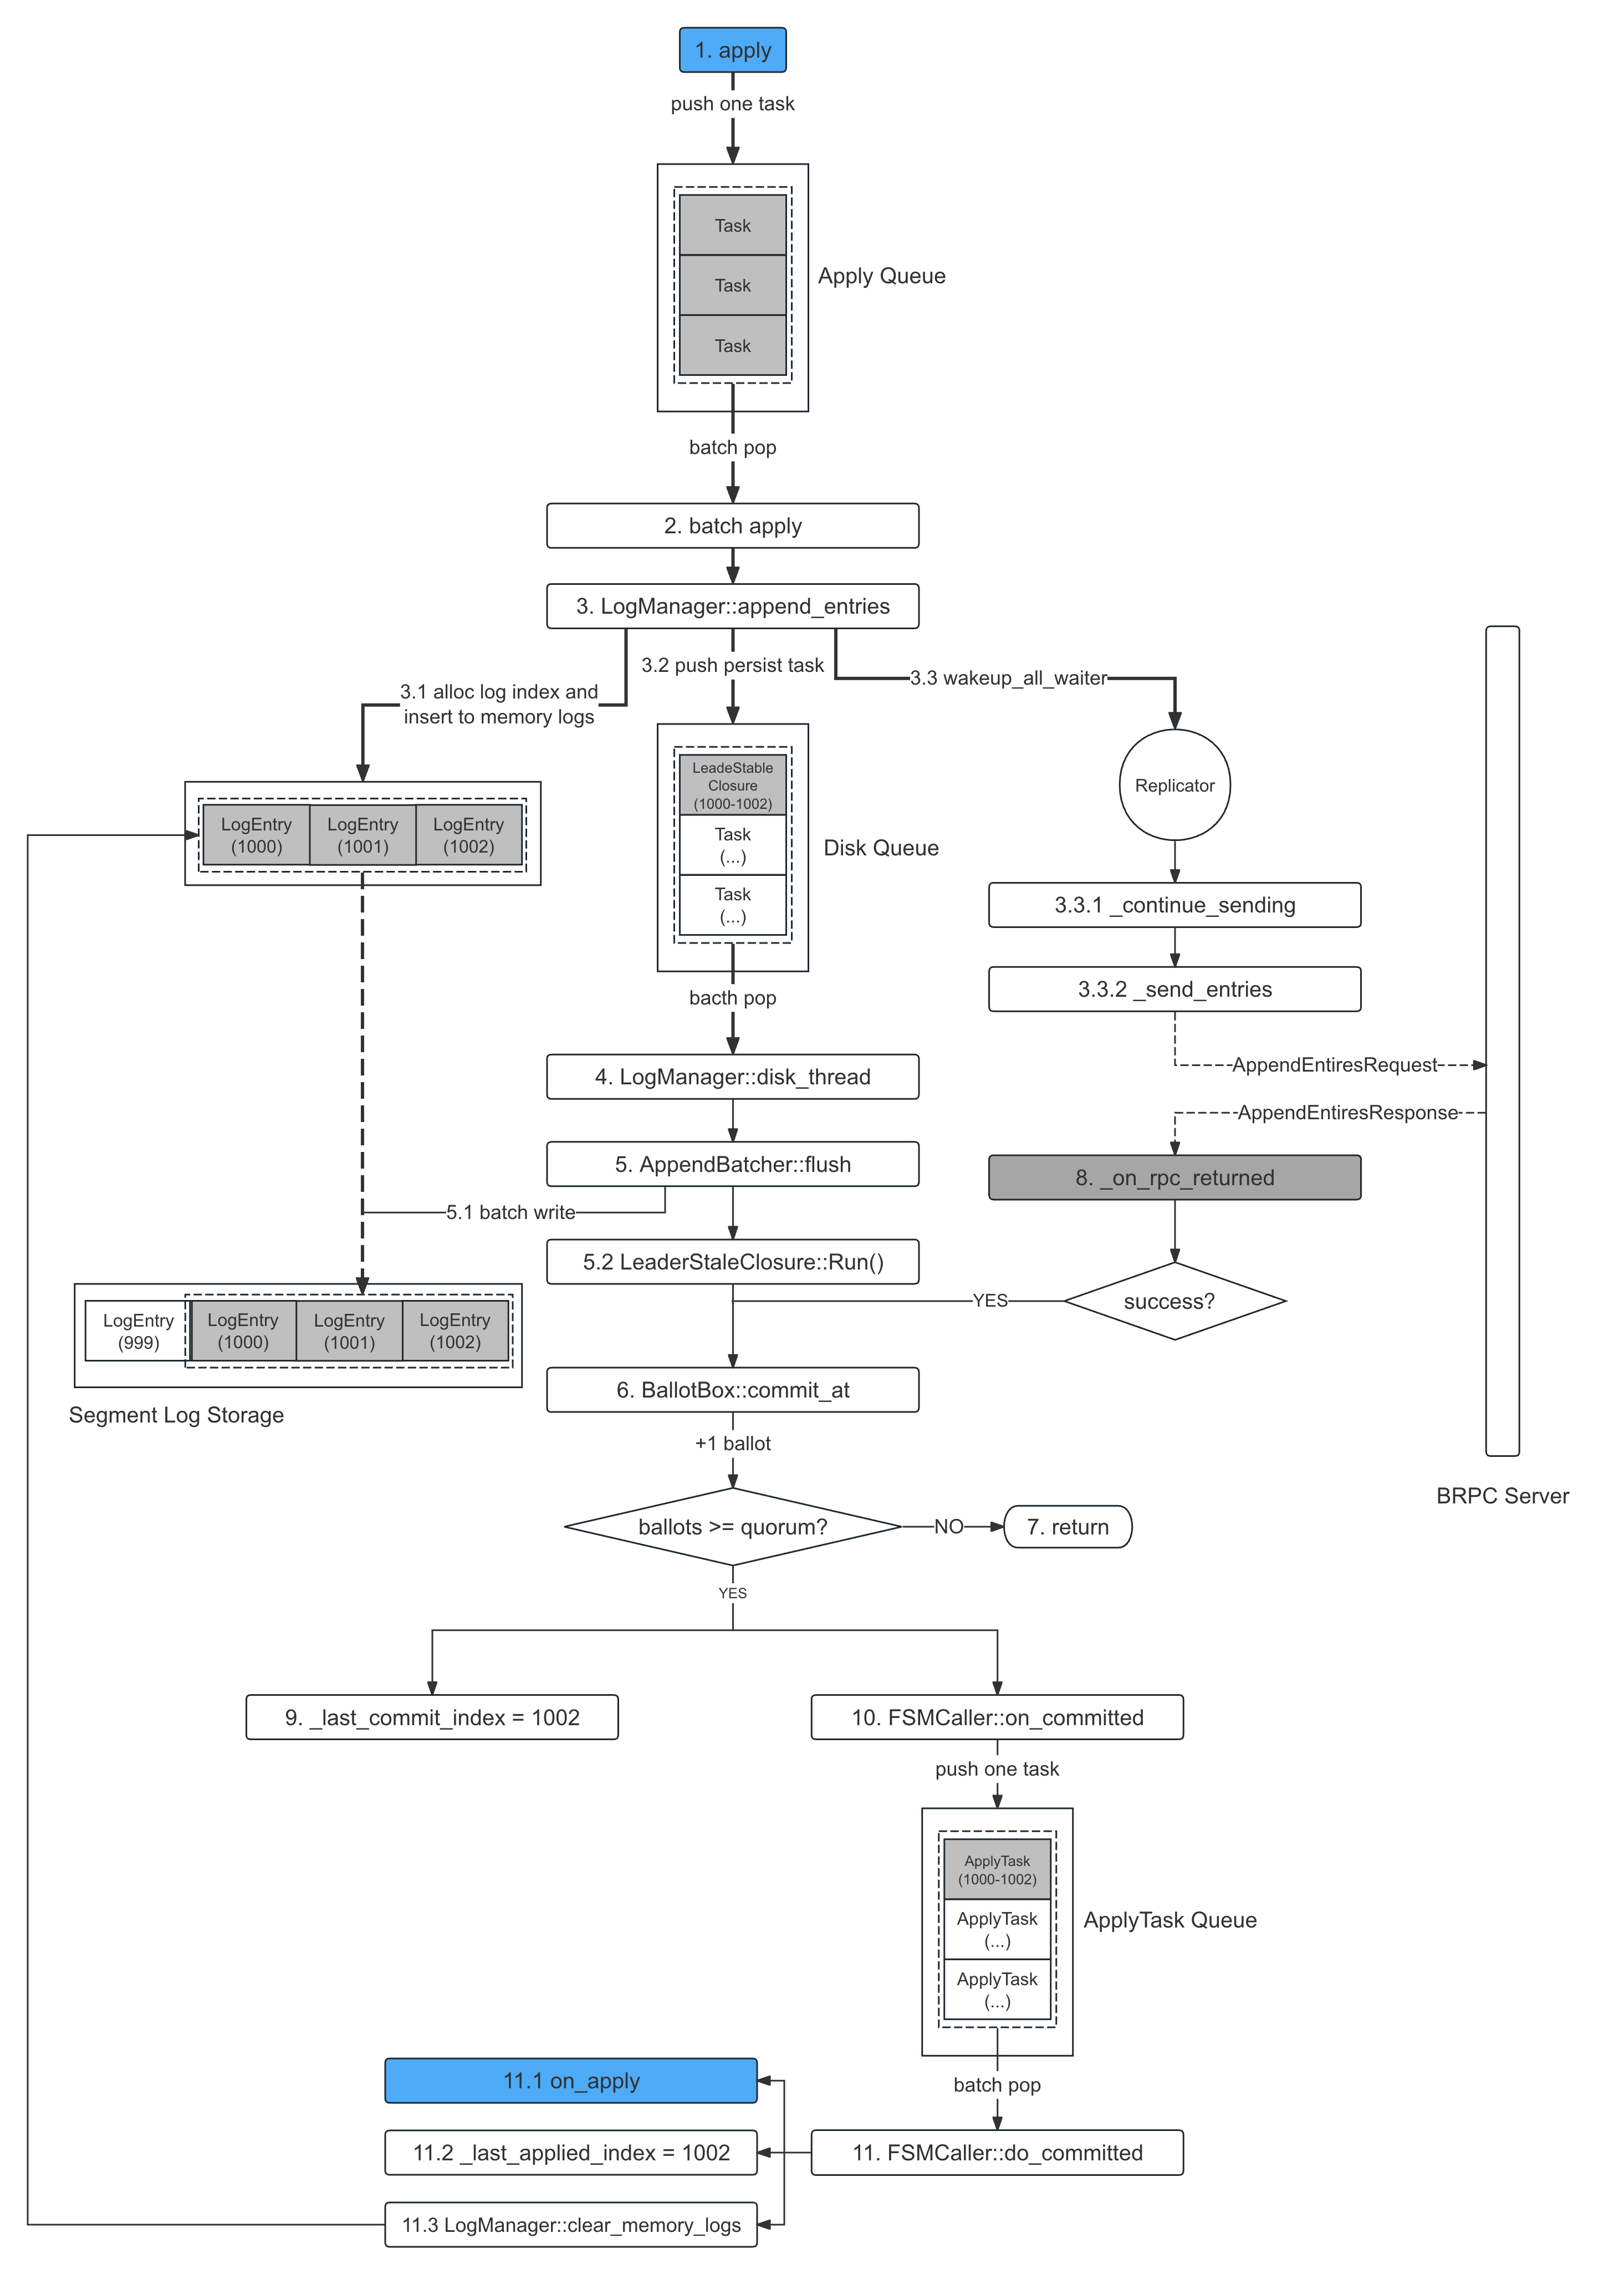 1. apply
push one task
Task
Task
Task
Apply Queue
batch pop
2. batch apply
3. LogManager::append_entries
3.1 alloc log index and
insert to memory logs
3.2 push persist task
3.3 wakeup_all_waiter
LogEntry
(1000)
LogEntry
(1001)
LogEntry
(1002)
LeadeStable
Closure
(1000-1002)
Task
(...)
Task
(...)
Disk Queue
Replicator
3.3.1 _continue_sending
3.3.2 _send_entries
bacth pop
AppendEntiresRequest
4. LogManager::disk_thread
AppendEntiresResponse
5. AppendBatcher::flush
8. _on_rpc_returned
5.1 batch write
5.2 LeaderStaleClosure::Run()
YES
success?
LogEntry
(999)
LogEntry
(1000)
LogEntry
(1001)
LogEntry
(1002)
Segment Log Storage
6. BallotBox::commit_at
+1 ballot
BRPC Server
ballots >= quorum?
NO
7. return
YES
9. _last_commit_index = 1002
10. FSMCaller::on_committed
push one task
ApplyTask
(1000-1002)
ApplyTask
(...)
ApplyTask
(...)
ApplyTask Queue
batch pop
11.1 on_apply
11.2 _last_applied_index = 1002
11. FSMCaller::do_committed
11.3 LogManager::clear_memory_logs